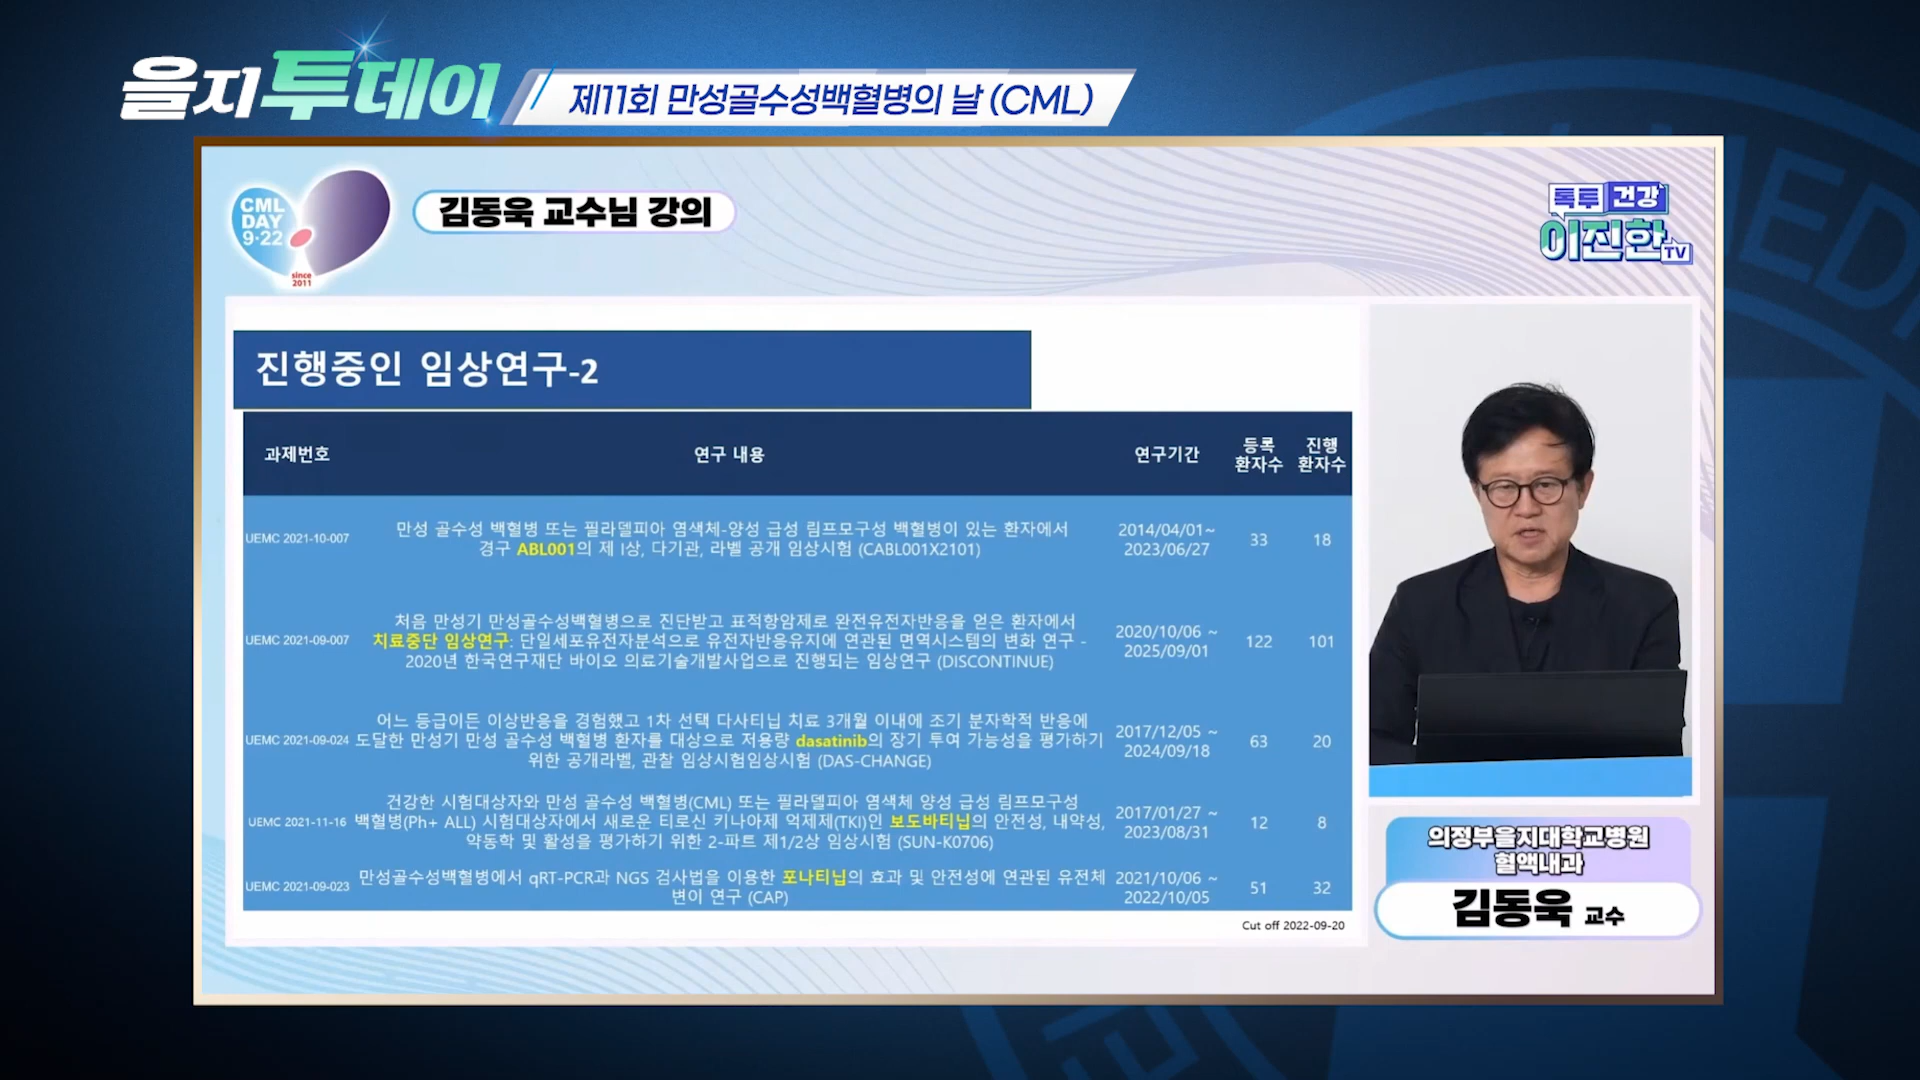 을지투데이
제11회 만성골수성백혈병의 날 (CML)
CML
DAY
9·22
since
2011
김동욱 교수님 강의
톡투 건강
이진한TV
진행중인 임상연구-2
과제번호 연구 내용 연구기간 등록 환자수 진행 환자수
UEMC 2021-10-007
만성 골수성 백혈병 또는 필라델피아 염색체-양성 급성 림프모구성 백혈병이 있는 환자에서
경구 ABL001의 제 I상, 다기관, 라벨 공개 임상시험 (CABL001X2101)
2014/04/01~
2023/06/27
33
18
UEMC 2021-09-007
처음 만성기 만성골수성백혈병으로 진단받고 표적항암제로 완전유전자반응을 얻은 환자에서
치료중단 임상연구: 단일세포유전자분석으로 유전자반응유지에 연관된 면역시스템의 변화 연구 -
2020년 한국연구재단 바이오 의료기술개발사업으로 진행되는 임상연구 (DISCONTINUE)
2020/10/06 ~
2025/09/01
122
101
UEMC 2021-09-024
어느 등급이든 이상반응을 경험했고 1차 선택 다사티닙 치료 3개월 이내에 조기 분자학적 반응에
도달한 만성기 만성 골수성 백혈병 환자를 대상으로 저용량 dasatinib의 장기 투여 가능성을 평가하기
위한 공개라벨, 관찰 임상시험임상시험 (DAS-CHANGE)
2017/12/05 ~
2024/09/18
63
20
UEMC 2021-11-16
건강한 시험대상자와 만성 골수성 백혈병(CML) 또는 필라델피아 염색체 양성 급성 림프모구성
백혈병(Ph+ ALL) 시험대상자에서 새로운 티로신 키나아제 억제제(TKI)인 보도바티닙의 안전성, 내약성,
약동학 및 활성을 평가하기 위한 2-파트 제1/2상 임상시험 (SUN-K0706)
2017/01/27 ~
2023/08/31
12
8
UEMC 2021-09-023
만성골수성백혈병에서 qRT-PCR과 NGS 검사법을 이용한 포나티닙의 효과 및 안전성에 연관된 유전체
변이 연구 (CAP)
2021/10/06 ~
2022/10/05
51
32
Cut off 2022-09-20
의정부을지대학교병원
혈액내과
김동욱 교수